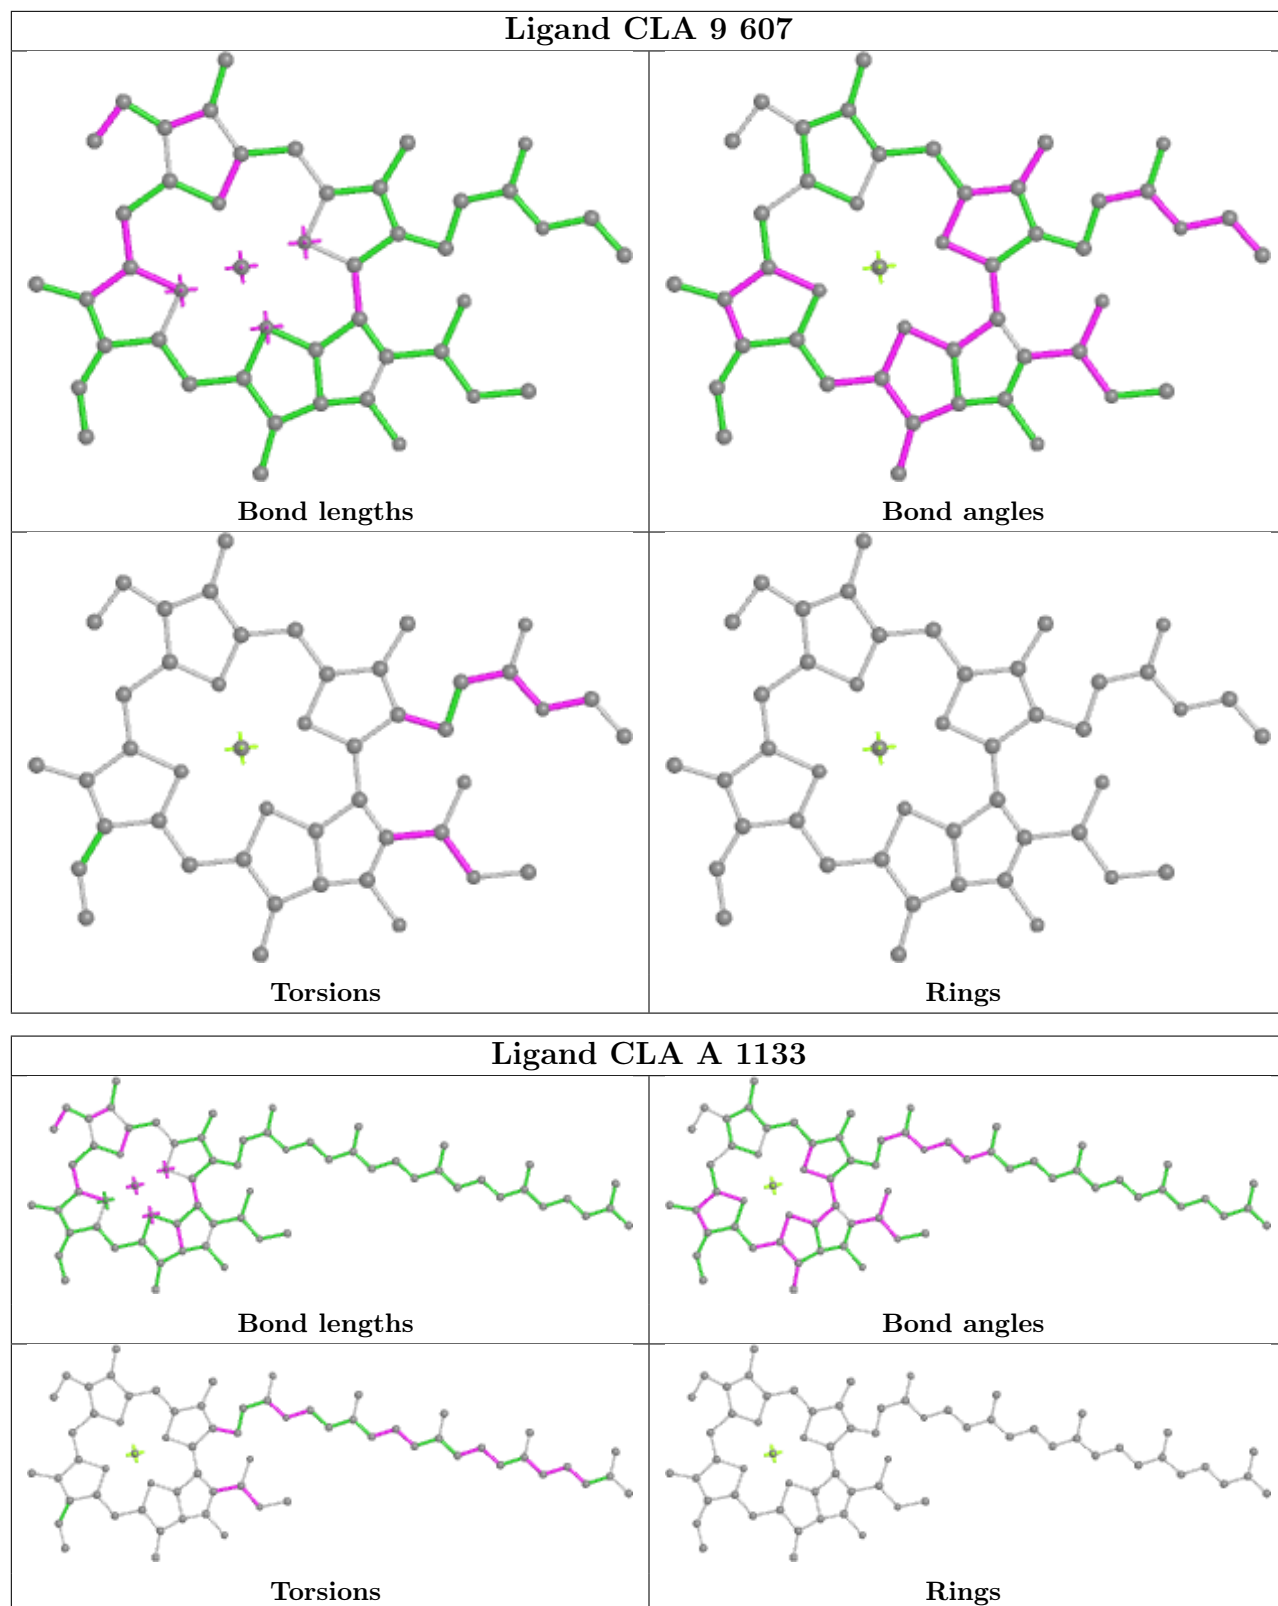 Ligand CLA 9 607
Bond lengths
Bond angles
Torsions
Rings
Ligand CLA A 1133
Bond lengths
Bond angles
Torsions
Rings